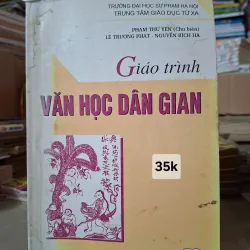 TRƯỜNG ĐẠI HỌC SƯ PHẠM HÀ NỘI
TRUNG TÂM GIÁO DỤC TỪ XA
PHẠM THU YẾN (Chủ biên)
LÊ TRƯỜNG PHÁT - NGUYỄN BÍCH HÀ
Giáo trình
VĂN HỌC DÂN GIAN
35k